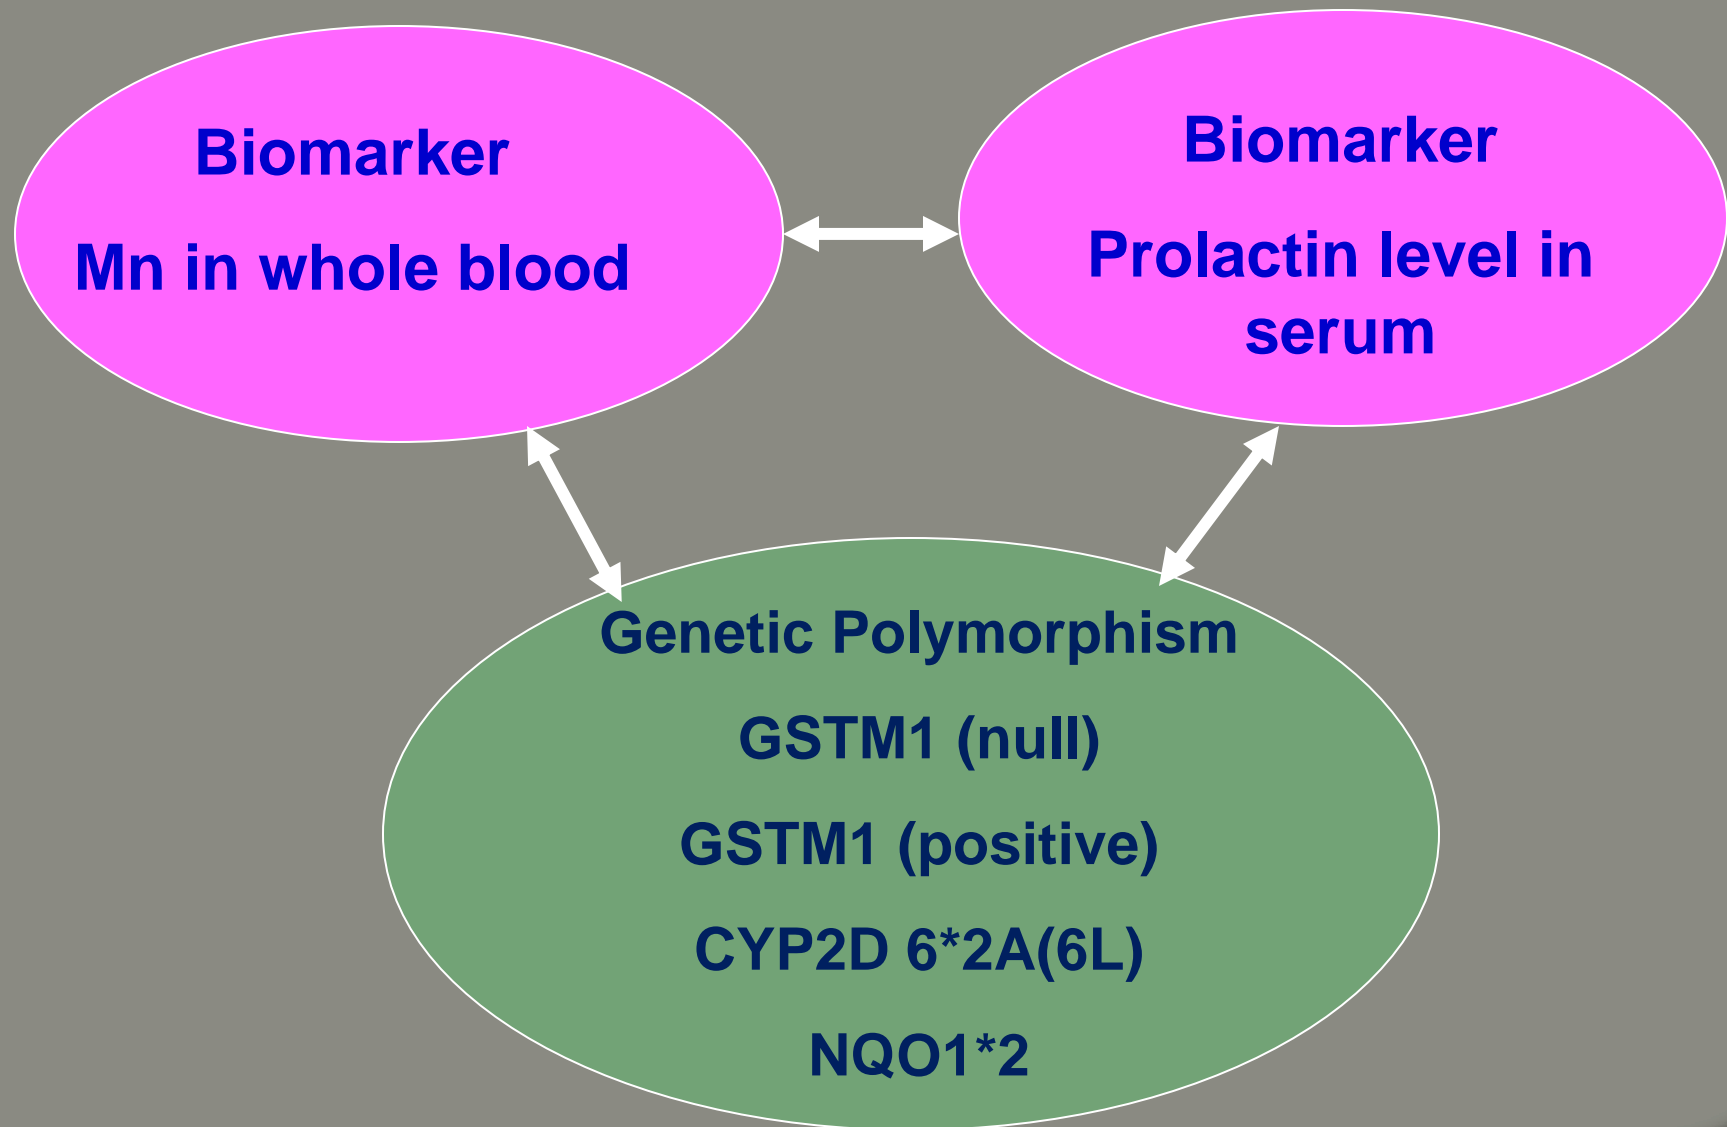 Biomarker
Mn in whole blood
Biomarker
Prolactin level in
serum
Genetic Polymorphism
GSTM1 (null)
GSTM1 (positive)
CYP2D 6*2A(6L)
NQO1*2